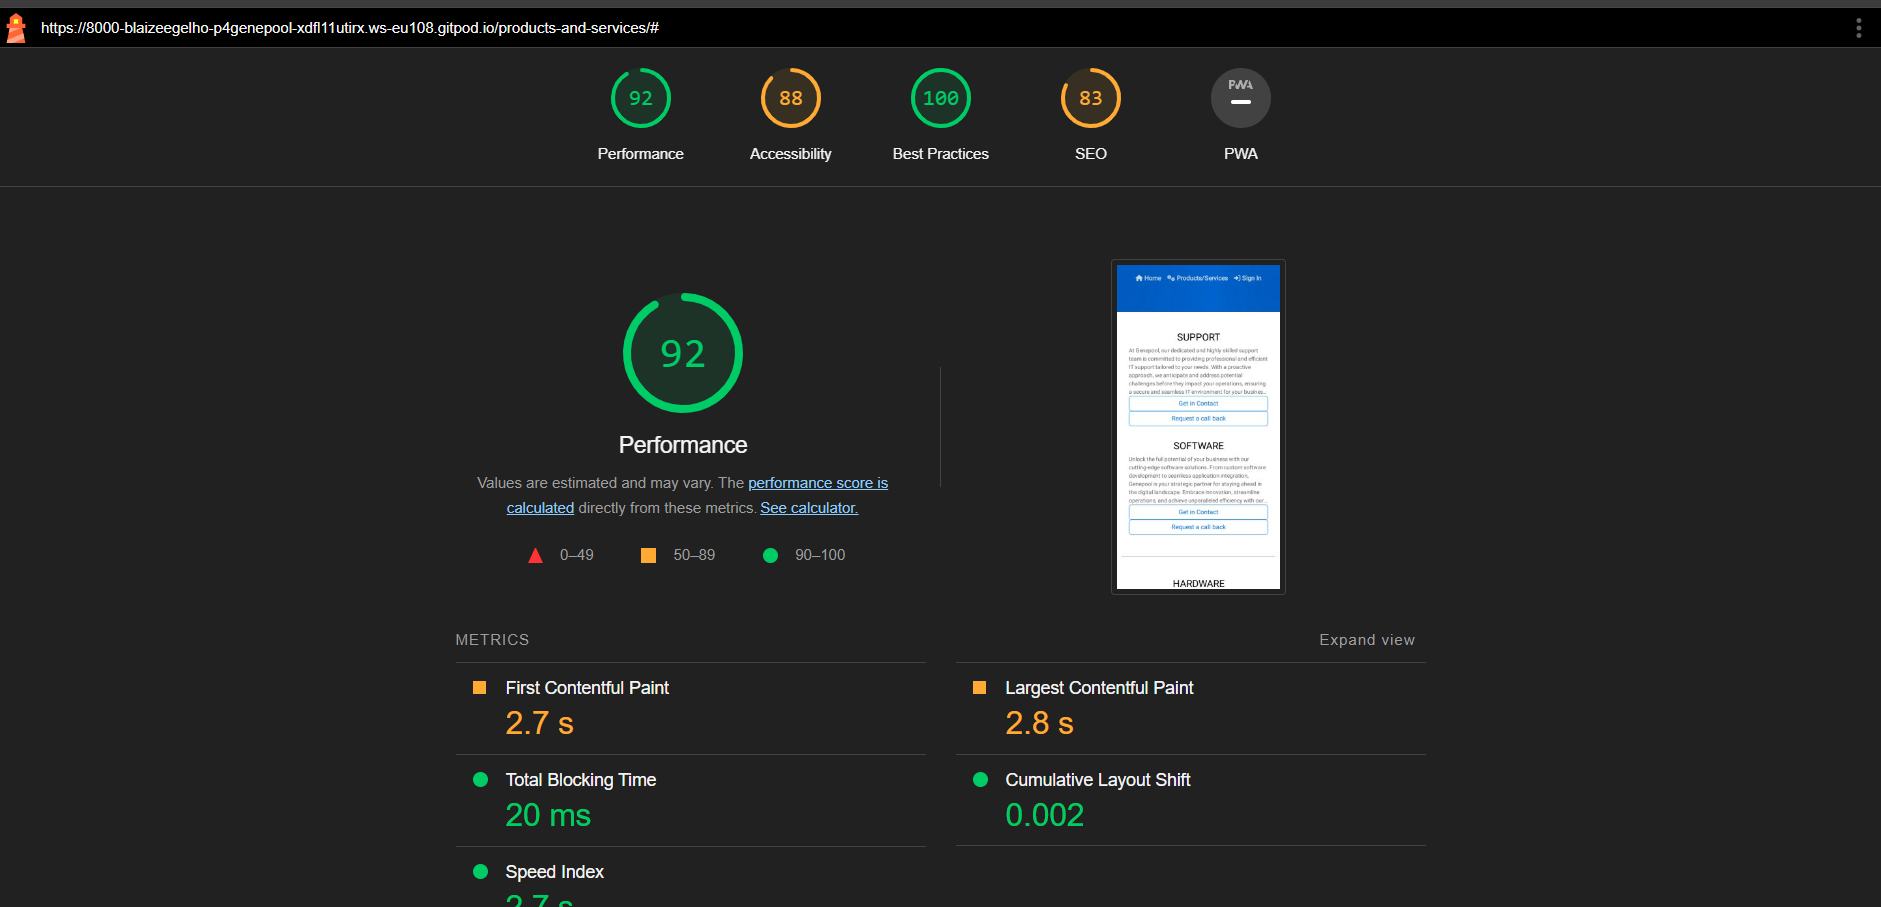 https://8000-blaizeegelho-p4genepool-xdfl11utirx.ws-eu108.gitpod.io/products-and-services/#
92
88
100
83
PWA
Performance
Accessibility
Best Practices
SEO
PWA
92
Performance
Values are estimated and may vary. The performance score is
calculated directly from these metrics. See calculator.
0–49
50–89
90–100
Home Products/Services Sign In
SUPPORT
At Genepool, our dedicated and highly skilled support
team is committed to providing professional and efficient
IT support tailored to your needs. With a proactive
approach, we anticipate and address potential
challenges before they impact your operations, ensuring
a secure and seamless IT environment for your busines...
Get in Contact
Request a call back
SOFTWARE
Unlock the full potential of your business with our
cutting-edge software solutions. From custom software
development to seamless application integration,
Genepool is your strategic partner for staying ahead in
the digital landscape. Embrace innovation, streamline
operations, and achieve unparalleled efficiency with our...
Get in Contact
Request a call back
HARDWARE
METRICS
Expand view
First Contentful Paint
2.7 s
Largest Contentful Paint
2.8 s
Total Blocking Time
20 ms
Cumulative Layout Shift
0.002
Speed Index
2.7 s